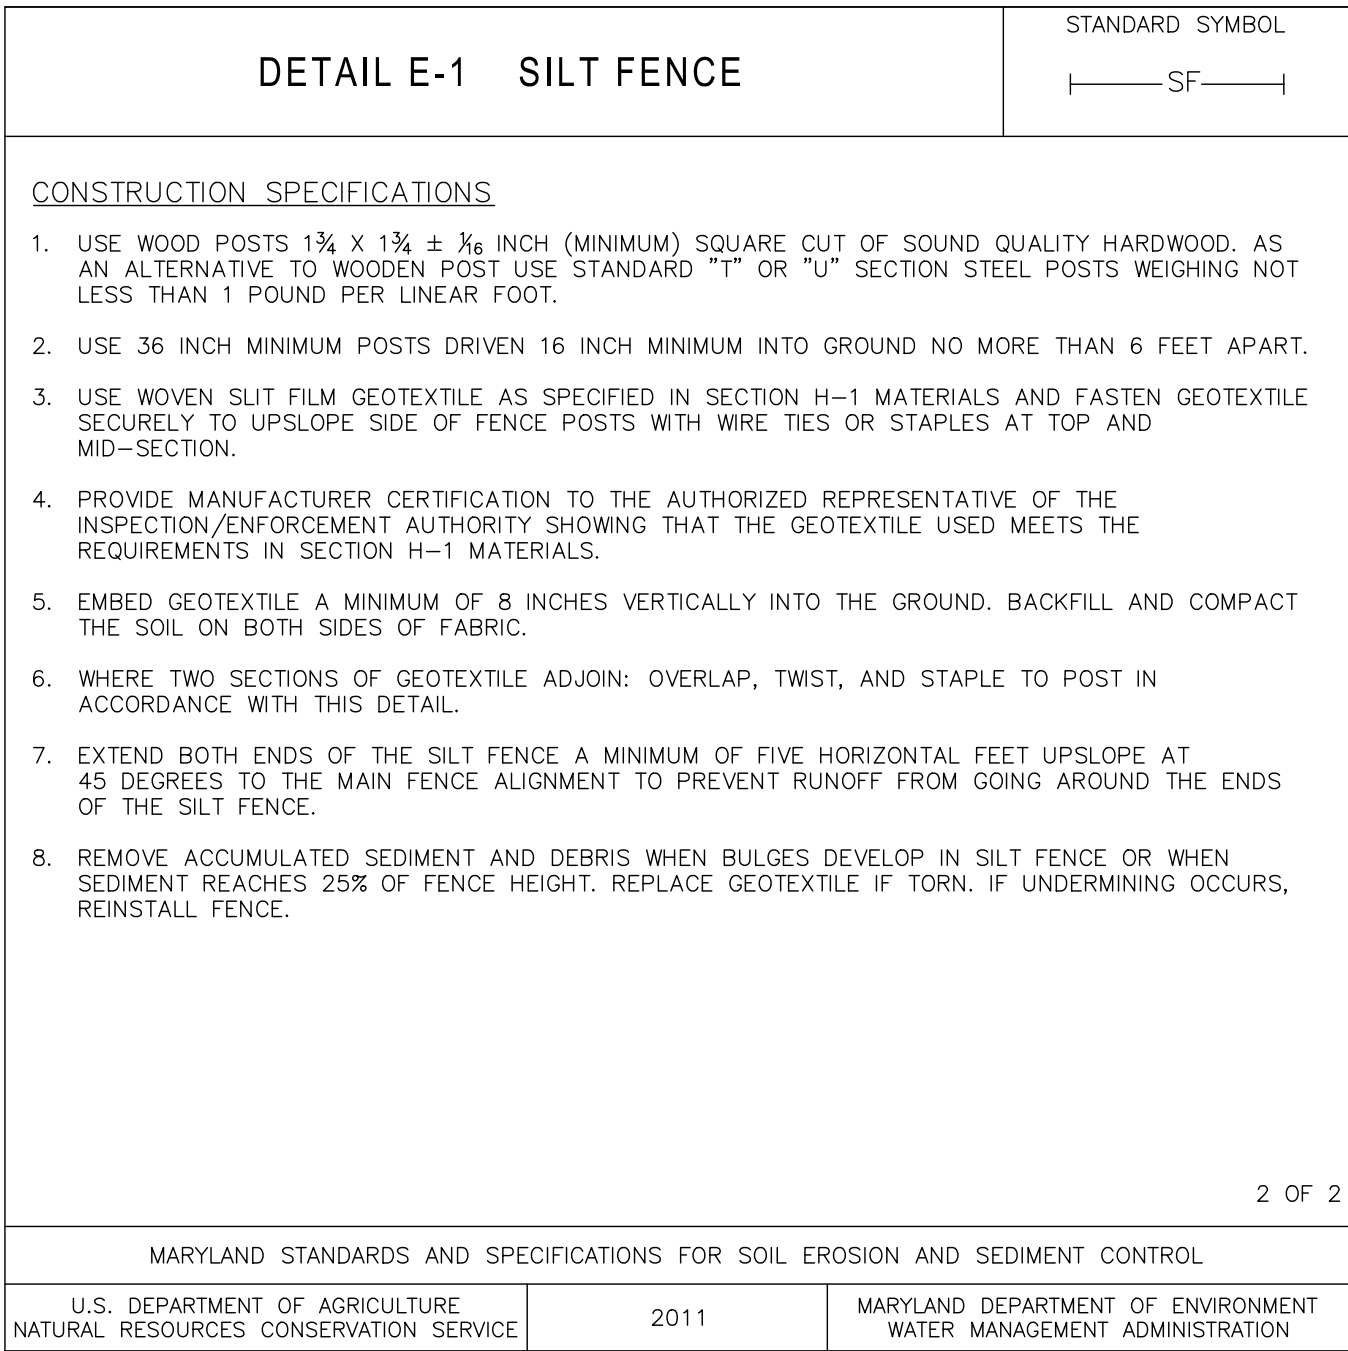 DETAIL E-1 SILT FENCE
STANDARD SYMBOL
SF
CONSTRUCTION SPECIFICATIONS
1. USE WOOD POSTS 1¾ X 1¾ ± 1⁄16 INCH (MINIMUM) SQUARE CUT OF SOUND QUALITY HARDWOOD. AS
AN ALTERNATIVE TO WOODEN POST USE STANDARD "T" OR "U" SECTION STEEL POSTS WEIGHING NOT
LESS THAN 1 POUND PER LINEAR FOOT.
2. USE 36 INCH MINIMUM POSTS DRIVEN 16 INCH MINIMUM INTO GROUND NO MORE THAN 6 FEET APART.
3. USE WOVEN SLIT FILM GEOTEXTILE AS SPECIFIED IN SECTION H-1 MATERIALS AND FASTEN GEOTEXTILE
SECURELY TO UPSLOPE SIDE OF FENCE POSTS WITH WIRE TIES OR STAPLES AT TOP AND
MID-SECTION.
4. PROVIDE MANUFACTURER CERTIFICATION TO THE AUTHORIZED REPRESENTATIVE OF THE
INSPECTION/ENFORCEMENT AUTHORITY SHOWING THAT THE GEOTEXTILE USED MEETS THE
REQUIREMENTS IN SECTION H-1 MATERIALS.
5. EMBED GEOTEXTILE A MINIMUM OF 8 INCHES VERTICALLY INTO THE GROUND. BACKFILL AND COMPACT
THE SOIL ON BOTH SIDES OF FABRIC.
6. WHERE TWO SECTIONS OF GEOTEXTILE ADJOIN: OVERLAP, TWIST, AND STAPLE TO POST IN
ACCORDANCE WITH THIS DETAIL.
7. EXTEND BOTH ENDS OF THE SILT FENCE A MINIMUM OF FIVE HORIZONTAL FEET UPSLOPE AT
45 DEGREES TO THE MAIN FENCE ALIGNMENT TO PREVENT RUNOFF FROM GOING AROUND THE ENDS
OF THE SILT FENCE.
8. REMOVE ACCUMULATED SEDIMENT AND DEBRIS WHEN BULGES DEVELOP IN SILT FENCE OR WHEN
SEDIMENT REACHES 25% OF FENCE HEIGHT. REPLACE GEOTEXTILE IF TORN. IF UNDERMINING OCCURS,
REINSTALL FENCE.
2 OF 2
MARYLAND STANDARDS AND SPECIFICATIONS FOR SOIL EROSION AND SEDIMENT CONTROL
U.S. DEPARTMENT OF AGRICULTURE
NATURAL RESOURCES CONSERVATION SERVICE
2011
MARYLAND DEPARTMENT OF ENVIRONMENT
WATER MANAGEMENT ADMINISTRATION